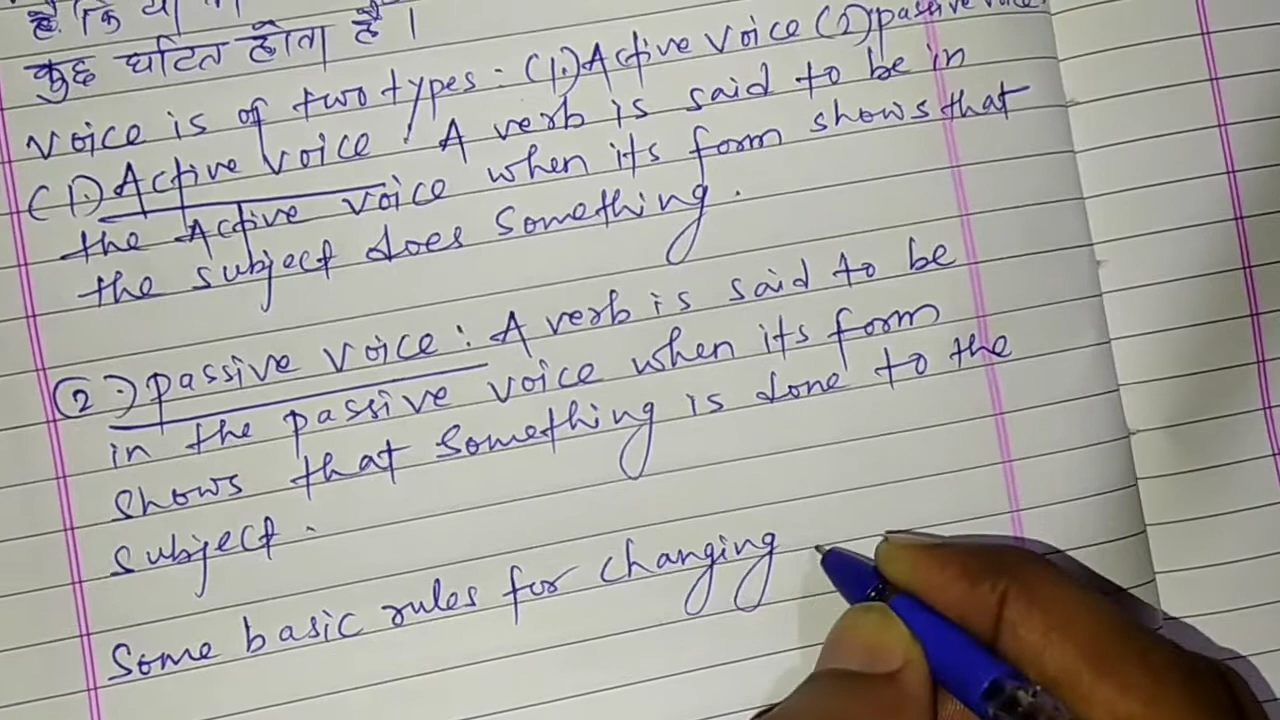 है. कि
कुछ घटित होता है।
Voice is of two types: (1.) Active voice (2.) passive voice
(1.) Active Voice : A verb is said to be in
the Active voice when its form shows that
the subject does something.
(2.) Passive Voice : A verb is said to be
in the passive voice when its form
shows that something is done to the
subject.
Some basic rules for changing